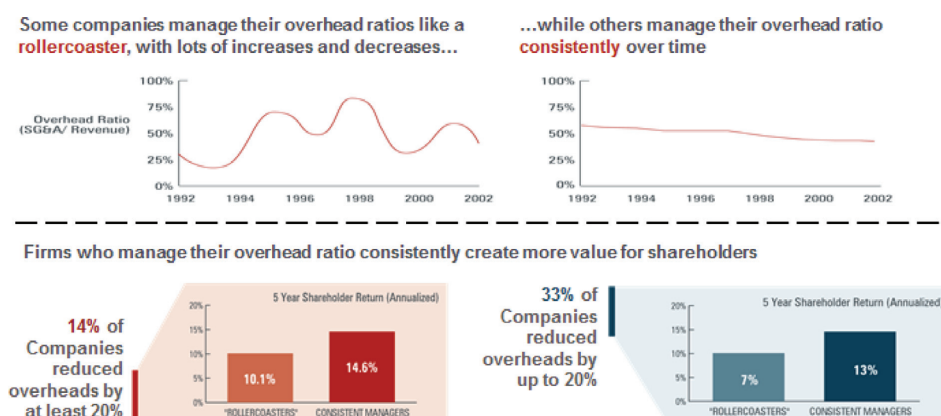 Some companies manage their overhead ratios like a
rollercoaster, with lots of increases and decreases…
…while others manage their overhead ratio
consistently over time
Overhead Ratio
(SG&A/ Revenue)
100%
75%
50%
25%
0%
1992 1994 1996 1998 2000 2002
100%
75%
50%
25%
0%
1992 1994 1996 1998 2000 2002
Firms who manage their overhead ratio consistently create more value for shareholders
14% of
Companies
reduced
overheads by
at least 20%
5 Year Shareholder Return (Annualized)
20%
15%
10%
5%
0%
10.1%
14.6%
"ROLLERCOASTERS" CONSISTENT MANAGERS
33% of
Companies
reduced
overheads by
up to 20%
5 Year Shareholder Return (Annualized)
20%
15%
10%
5%
0%
7%
13%
"ROLLERCOASTERS" CONSISTENT MANAGERS